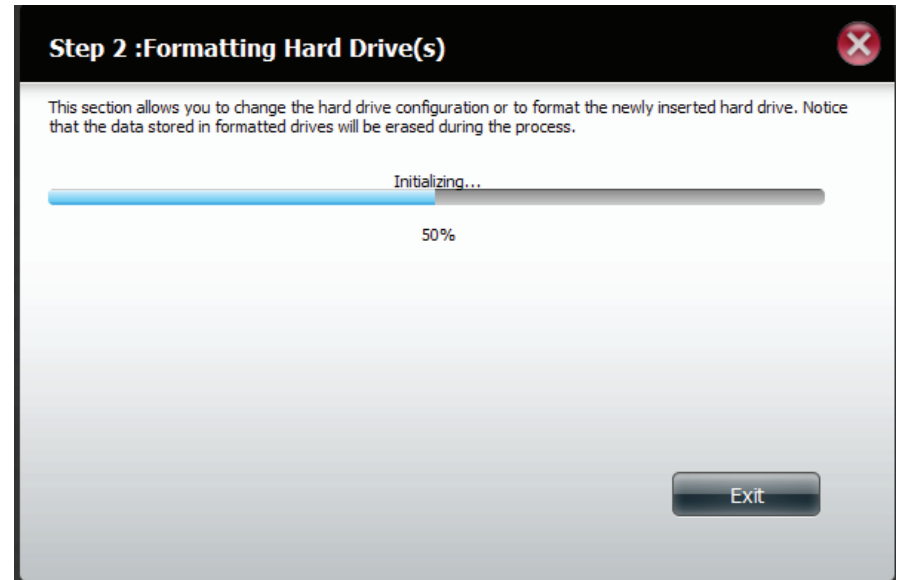 Step 2 :Formatting Hard Drive(s)
This section allows you to change the hard drive configuration or to format the newly inserted hard drive. Notice
that the data stored in formatted drives will be erased during the process.
Initializing...
50%
Exit